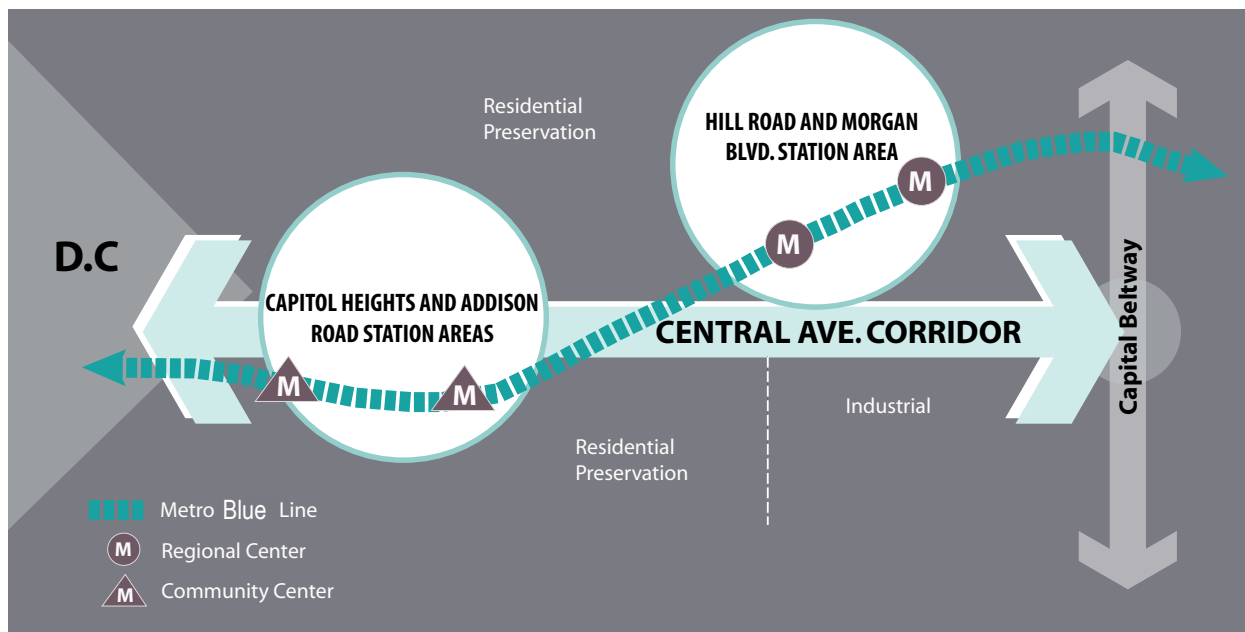 Residential
Preservation
HILL ROAD AND MORGAN
BLVD. STATION AREA
M
M
D.C
CAPITOL HEIGHTS AND ADDISON
ROAD STATION AREAS
CENTRAL AVE. CORRIDOR
Capital Beltway
M
M
Industrial
Residential
Preservation
Metro Blue Line
M Regional Center
M Community Center